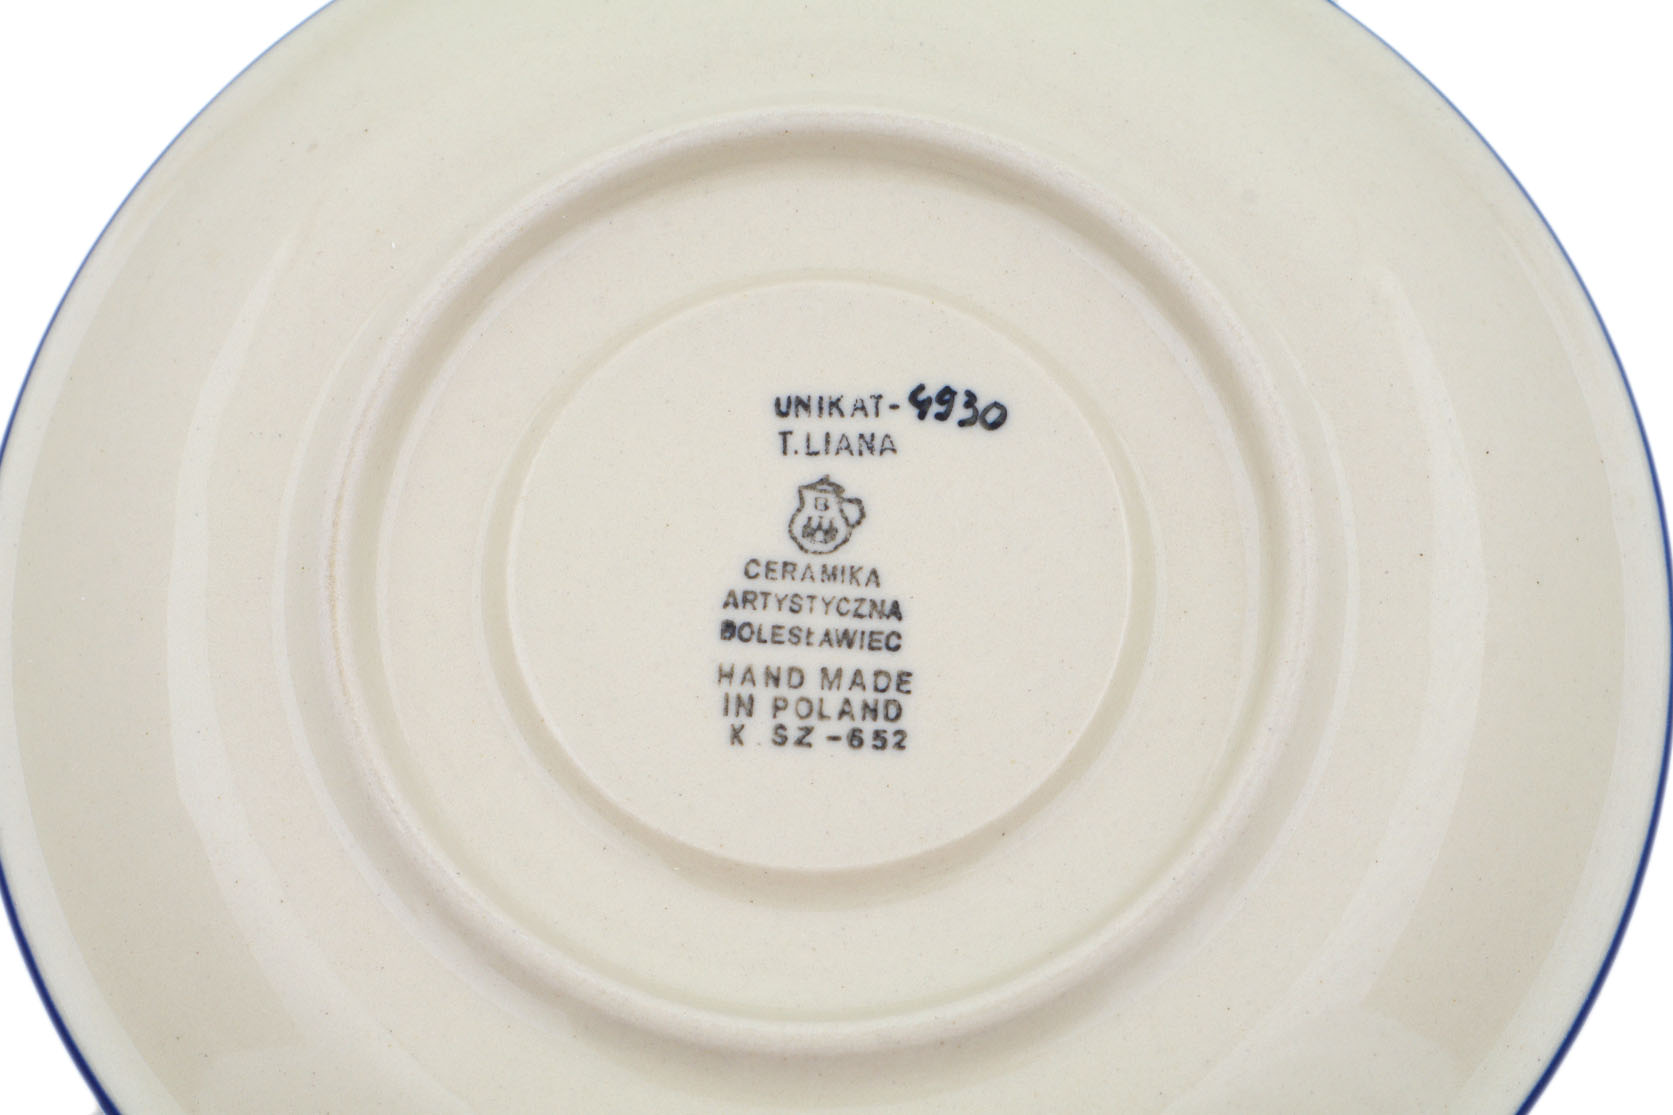 UNIKAT-4930
T.LIANA
B
CERAMIKA
ARTYSTYCZNA
BOLESŁAWIEC
HAND MADE
IN POLAND
K SZ-652